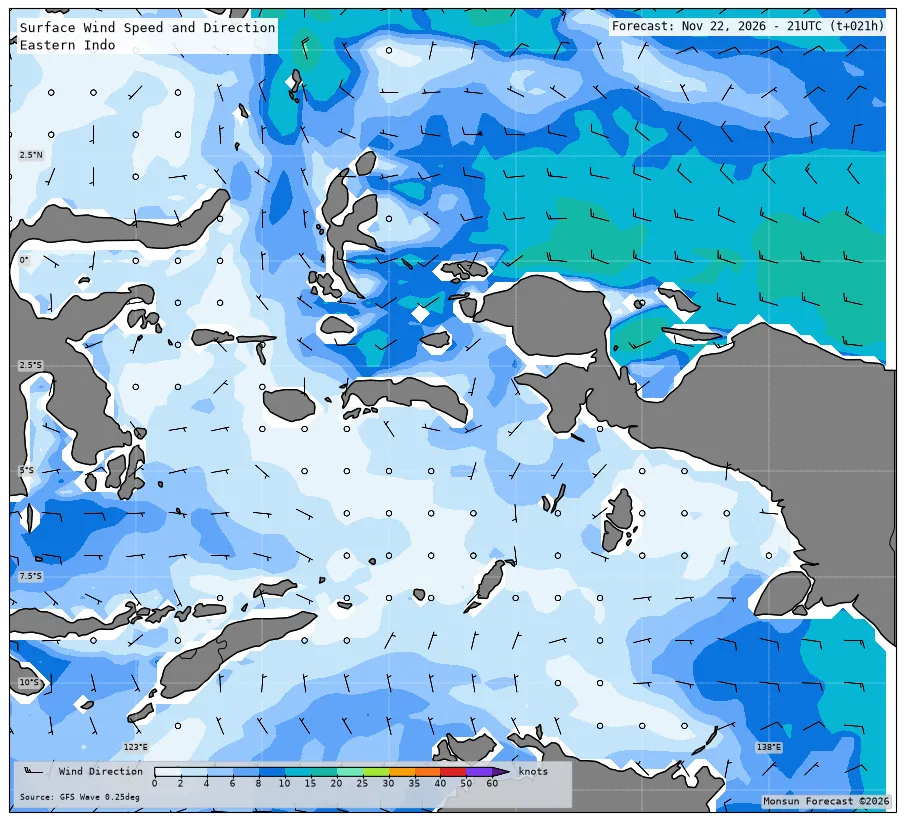 Surface Wind Speed and Direction
Eastern Indo
Forecast: Nov 22, 2026 - 21UTC (t+021h)
2.5°N
0°
2.5°S
5°S
7.5°S
10°S
123°E
138°E
Wind Direction
0 2 4 6 8 10 15 20 25 30 35 40 50 60
knots
Source: GFS Wave 0.25deg
Monsun Forecast ©2026